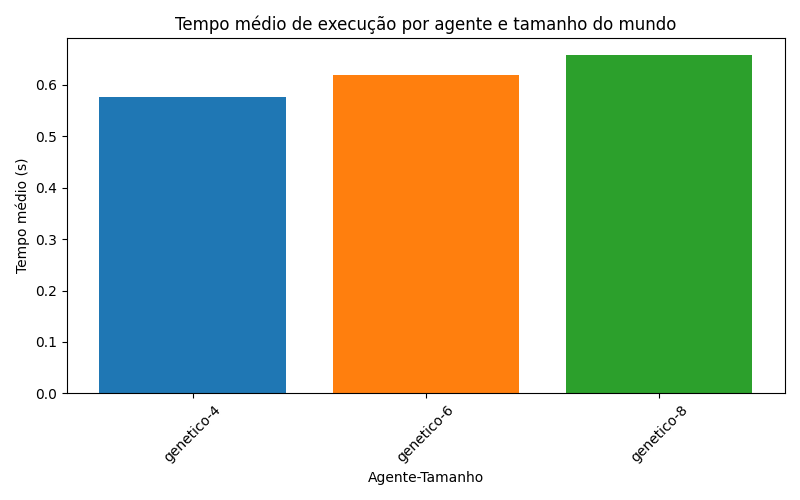 Tempo médio de execução por agente e tamanho do mundo
Tempo médio (s)
0.6
0.5
0.4
0.3
0.2
0.1
0.0
genetico-4
genetico-6
genetico-8
Agente-Tamanho